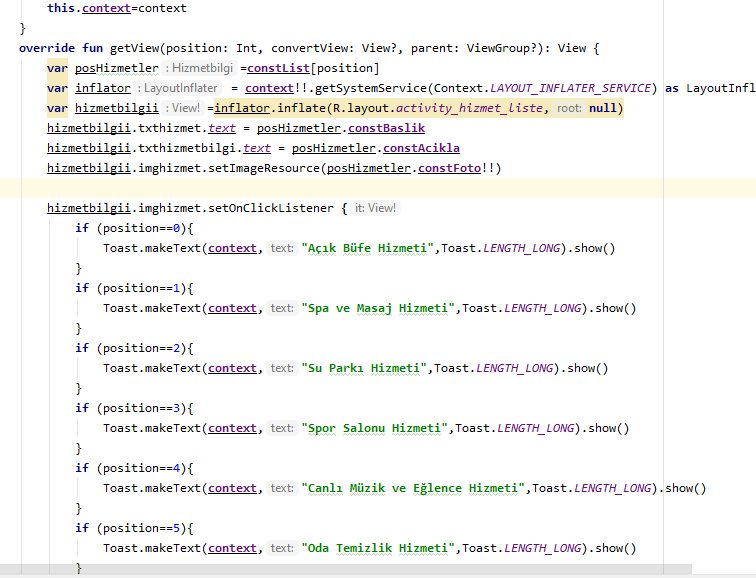 this.context=context
}
override fun getView(position: Int, convertView: View?, parent: ViewGroup?): View {
var posHizmetler : Hizmetbilgi =constList[position]
var inflator : LayoutInflater = context!!.getSystemService(Context.LAYOUT_INFLATER_SERVICE) as LayoutInfl
var hizmetbilgii : View! =inflator.inflate(R.layout.activity_hizmet_liste, root: null)
hizmetbilgii.txthizmet.text = posHizmetler.constBaslik
hizmetbilgii.txthizmetbilgi.text = posHizmetler.constAcikla
hizmetbilgii.imghizmet.setImageResource(posHizmetler.constFoto!!)
hizmetbilgii.imghizmet.setOnClickListener { it: View!
if (position==0){
Toast.makeText(context, text: "Açık Büfe Hizmeti",Toast.LENGTH_LONG).show()
}
if (position==1){
Toast.makeText(context, text: "Spa ve Masaj Hizmeti",Toast.LENGTH_LONG).show()
}
if (position==2){
Toast.makeText(context, text: "Su Parkı Hizmeti",Toast.LENGTH_LONG).show()
}
if (position==3){
Toast.makeText(context, text: "Spor Salonu Hizmeti",Toast.LENGTH_LONG).show()
}
if (position==4){
Toast.makeText(context, text: "Canlı Müzik ve Eğlence Hizmeti",Toast.LENGTH_LONG).show()
}
if (position==5){
Toast.makeText(context, text: "Oda Temizlik Hizmeti",Toast.LENGTH_LONG).show()
}